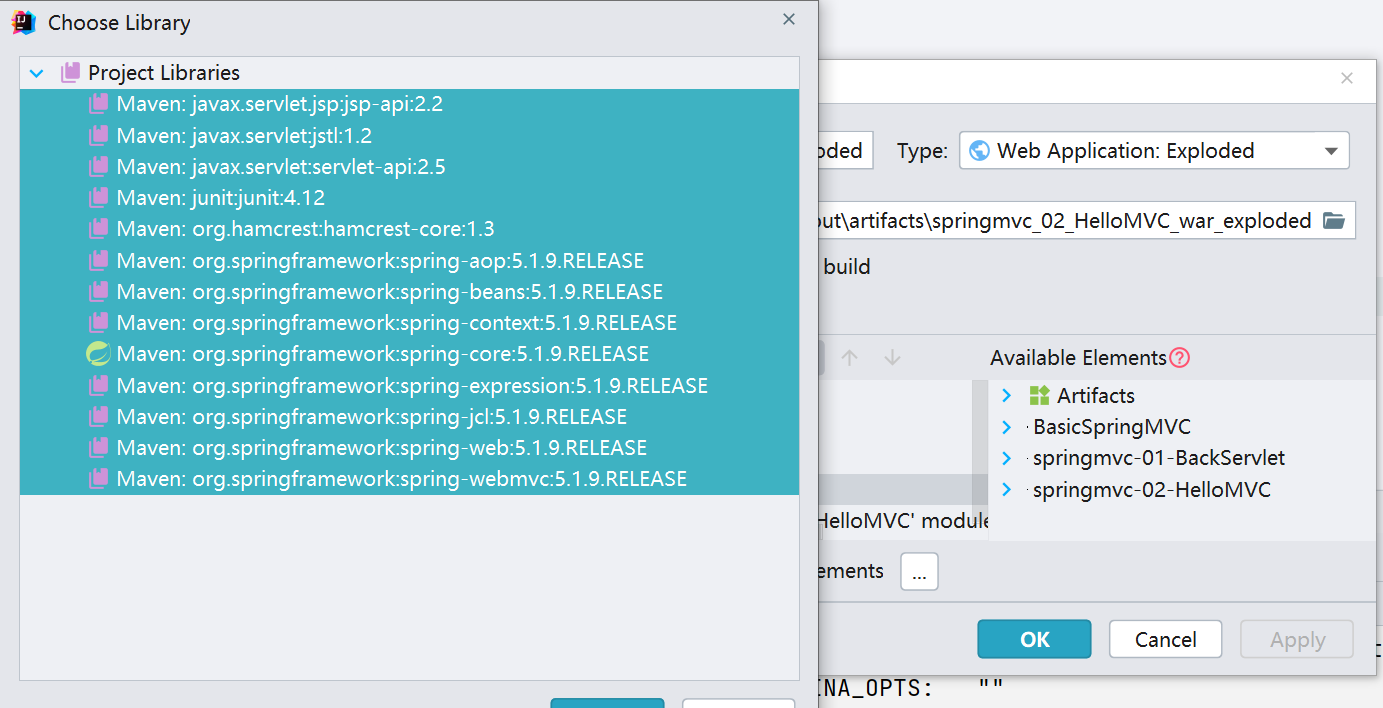 Choose Library
Project Libraries
Maven: javax.servlet.jsp:jsp-api:2.2
Maven: javax.servlet:jstl:1.2
Maven: javax.servlet:servlet-api:2.5
Maven: junit:junit:4.12
Maven: org.hamcrest:hamcrest-core:1.3
Maven: org.springframework:spring-aop:5.1.9.RELEASE
Maven: org.springframework:spring-beans:5.1.9.RELEASE
Maven: org.springframework:spring-context:5.1.9.RELEASE
Maven: org.springframework:spring-core:5.1.9.RELEASE
Maven: org.springframework:spring-expression:5.1.9.RELEASE
Maven: org.springframework:spring-jcl:5.1.9.RELEASE
Maven: org.springframework:spring-web:5.1.9.RELEASE
Maven: org.springframework:spring-webmvc:5.1.9.RELEASE
oded Type: Web Application: Exploded
out\artifacts\springmvc_02_HelloMVC_war_exploded
build
Available Elements
Artifacts
BasicSpringMVC
springmvc-01-BackServlet
springmvc-02-HelloMVC
HelloMVC' module
ements ...
OK Cancel Apply
INA_OPTS: ""